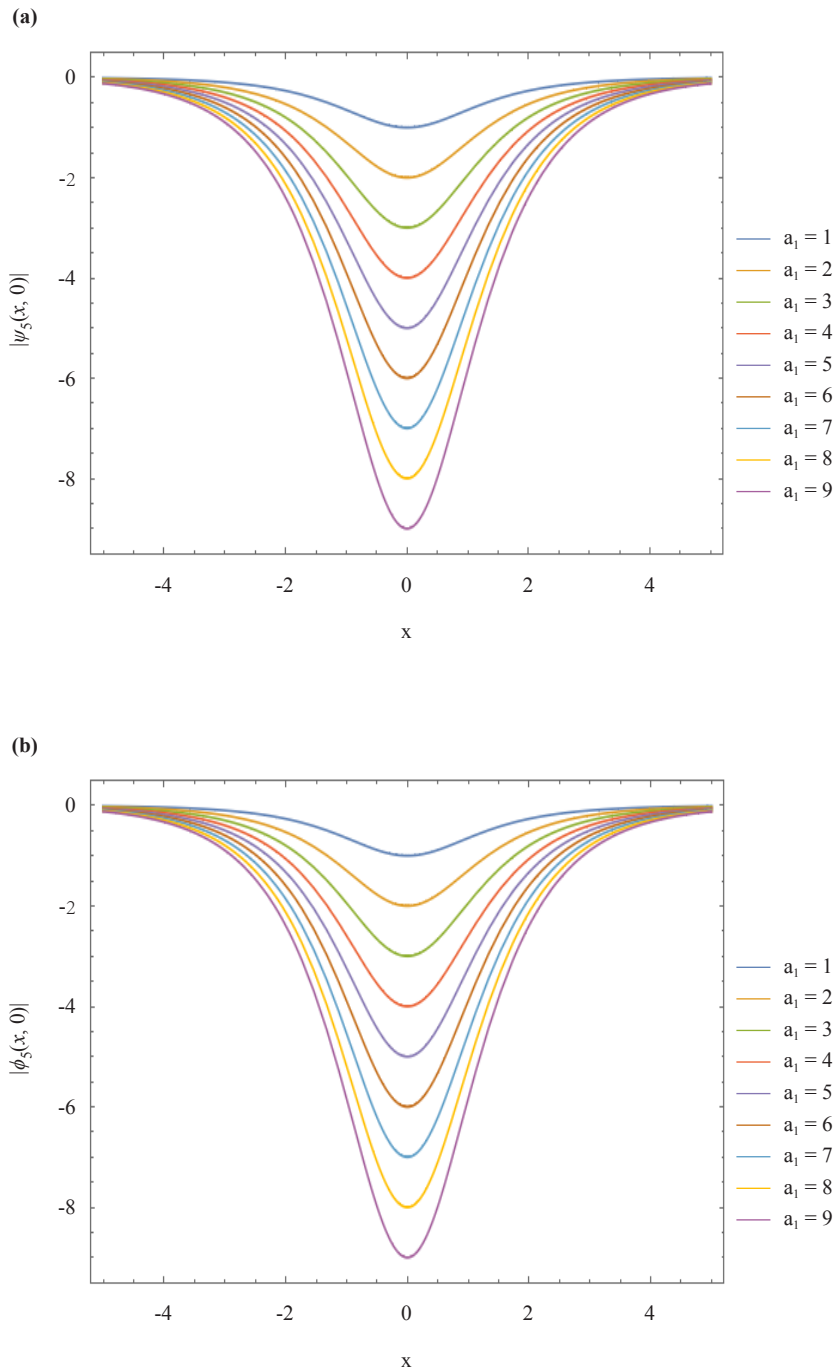 (a)
0
-2
-4
-6
-8
|ψ₅(x, 0)|
-4 -2 0 2 4
x
a₁ = 1
a₁ = 2
a₁ = 3
a₁ = 4
a₁ = 5
a₁ = 6
a₁ = 7
a₁ = 8
a₁ = 9
(b)
0
-2
-4
-6
-8
|ϕ₅(x, 0)|
-4 -2 0 2 4
x
a₁ = 1
a₁ = 2
a₁ = 3
a₁ = 4
a₁ = 5
a₁ = 6
a₁ = 7
a₁ = 8
a₁ = 9